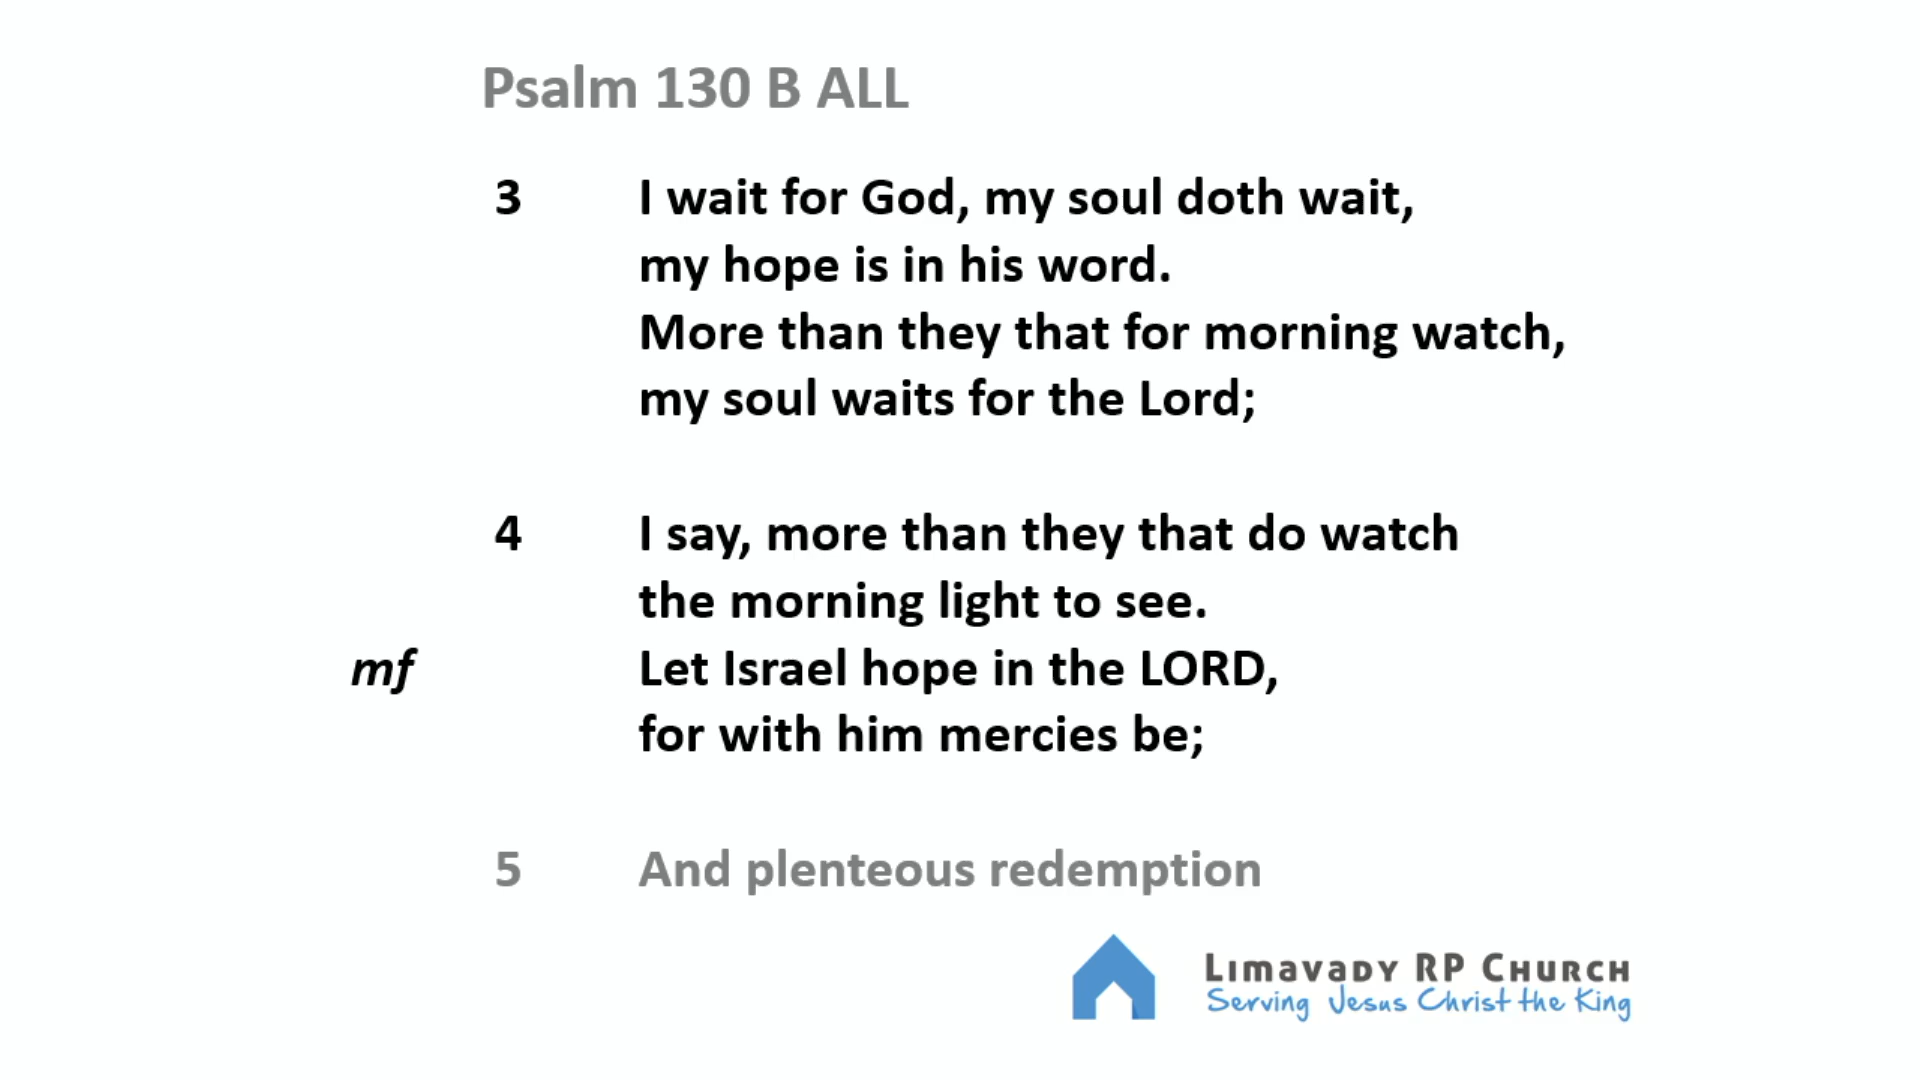 Psalm 130 B ALL
3 I wait for God, my soul doth wait,
my hope is in his word.
More than they that for morning watch,
my soul waits for the Lord;
4 I say, more than they that do watch
the morning light to see.
mf Let Israel hope in the LORD,
for with him mercies be;
5 And plenteous redemption
Limavady RP Church
Serving Jesus Christ the King